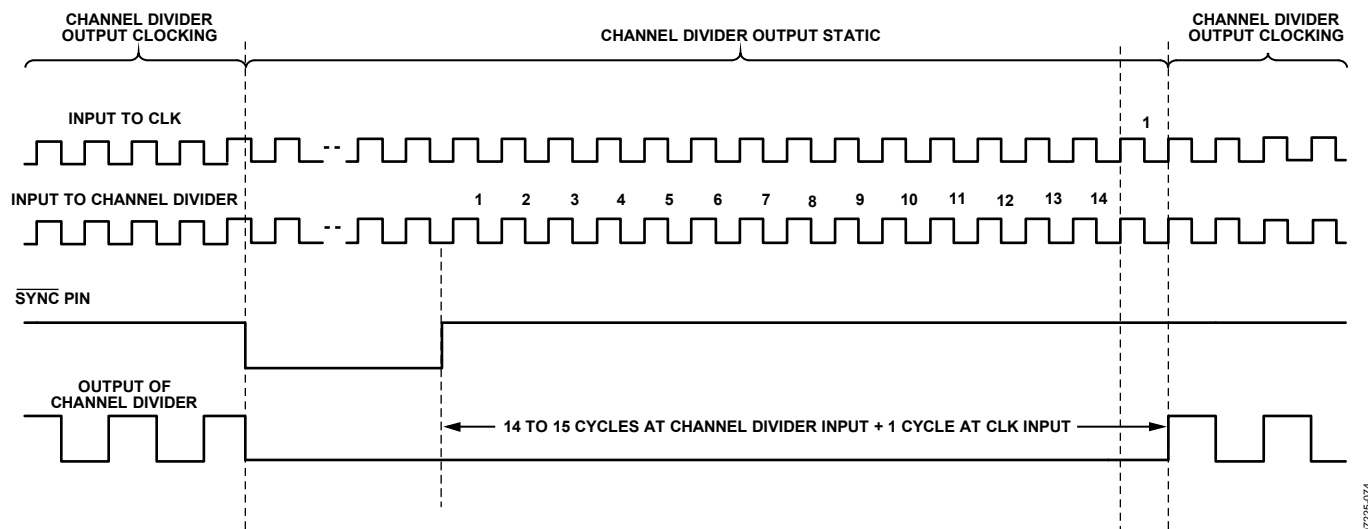 CHANNEL DIVIDER
OUTPUT CLOCKING
CHANNEL DIVIDER OUTPUT STATIC
CHANNEL DIVIDER
OUTPUT CLOCKING
INPUT TO CLK
1
INPUT TO CHANNEL DIVIDER
1 2 3 4 5 6 7 8 9 10 11 12 13 14
SYNC PIN
OUTPUT OF
CHANNEL DIVIDER
14 TO 15 CYCLES AT CHANNEL DIVIDER INPUT + 1 CYCLE AT CLK INPUT